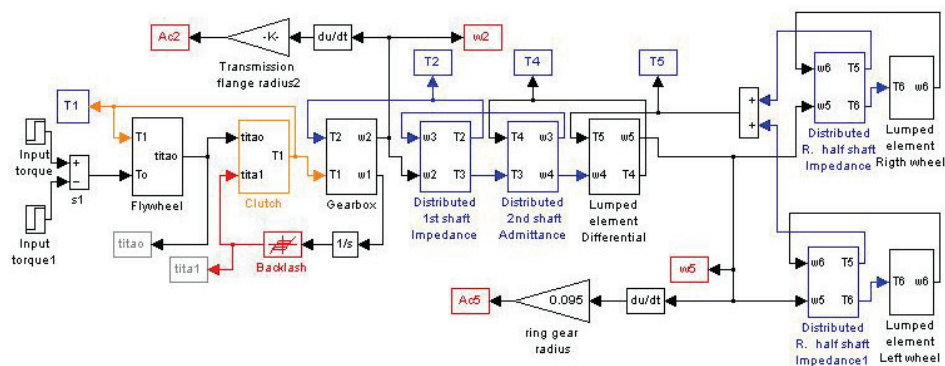 Ac2
-K-
du/dt
w2
Transmission
flange radius2
T2
T4
T5
T1
Input
torque
s1
Input
torque1
T1
titao
To
Flywheel
titao
T1
tita1
Clutch
T2
w2
T1
w1
Gearbox
w3
T2
w2
T3
Distributed
1st shaft
Impedance
T4
w3
T3
w4
Distributed
2nd shaft
Admittance
T5
w5
w4
T4
Lumped
element
Differential
+
+
+
−
w6
T5
w5
T6
Distributed
R. half shaft
Impedance
T6
w6
Lumped
element
Rigth wheel
titao
tita1
Backlash
1/s
w5
Ac5
0.095
du/dt
ring gear
radius
w6
T5
w5
T6
Distributed
R. half shaft
Impedance1
T6
w6
Lumped
element
Left wheel